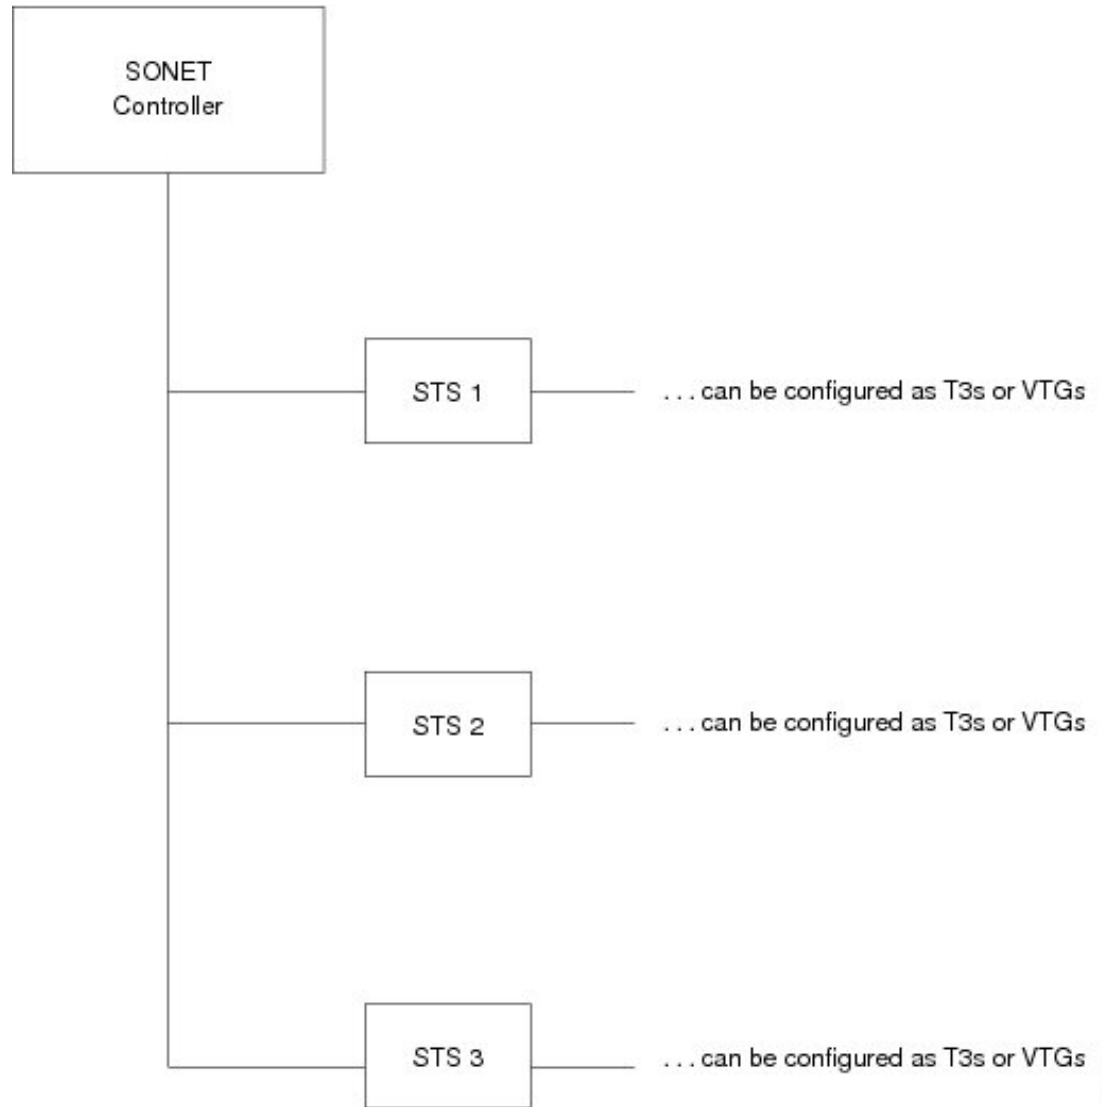 SONET
Controller
STS 1
. . . can be configured as T3s or VTGs
STS 2
. . . can be configured as T3s or VTGs
STS 3
. . . can be configured as T3s or VTGs